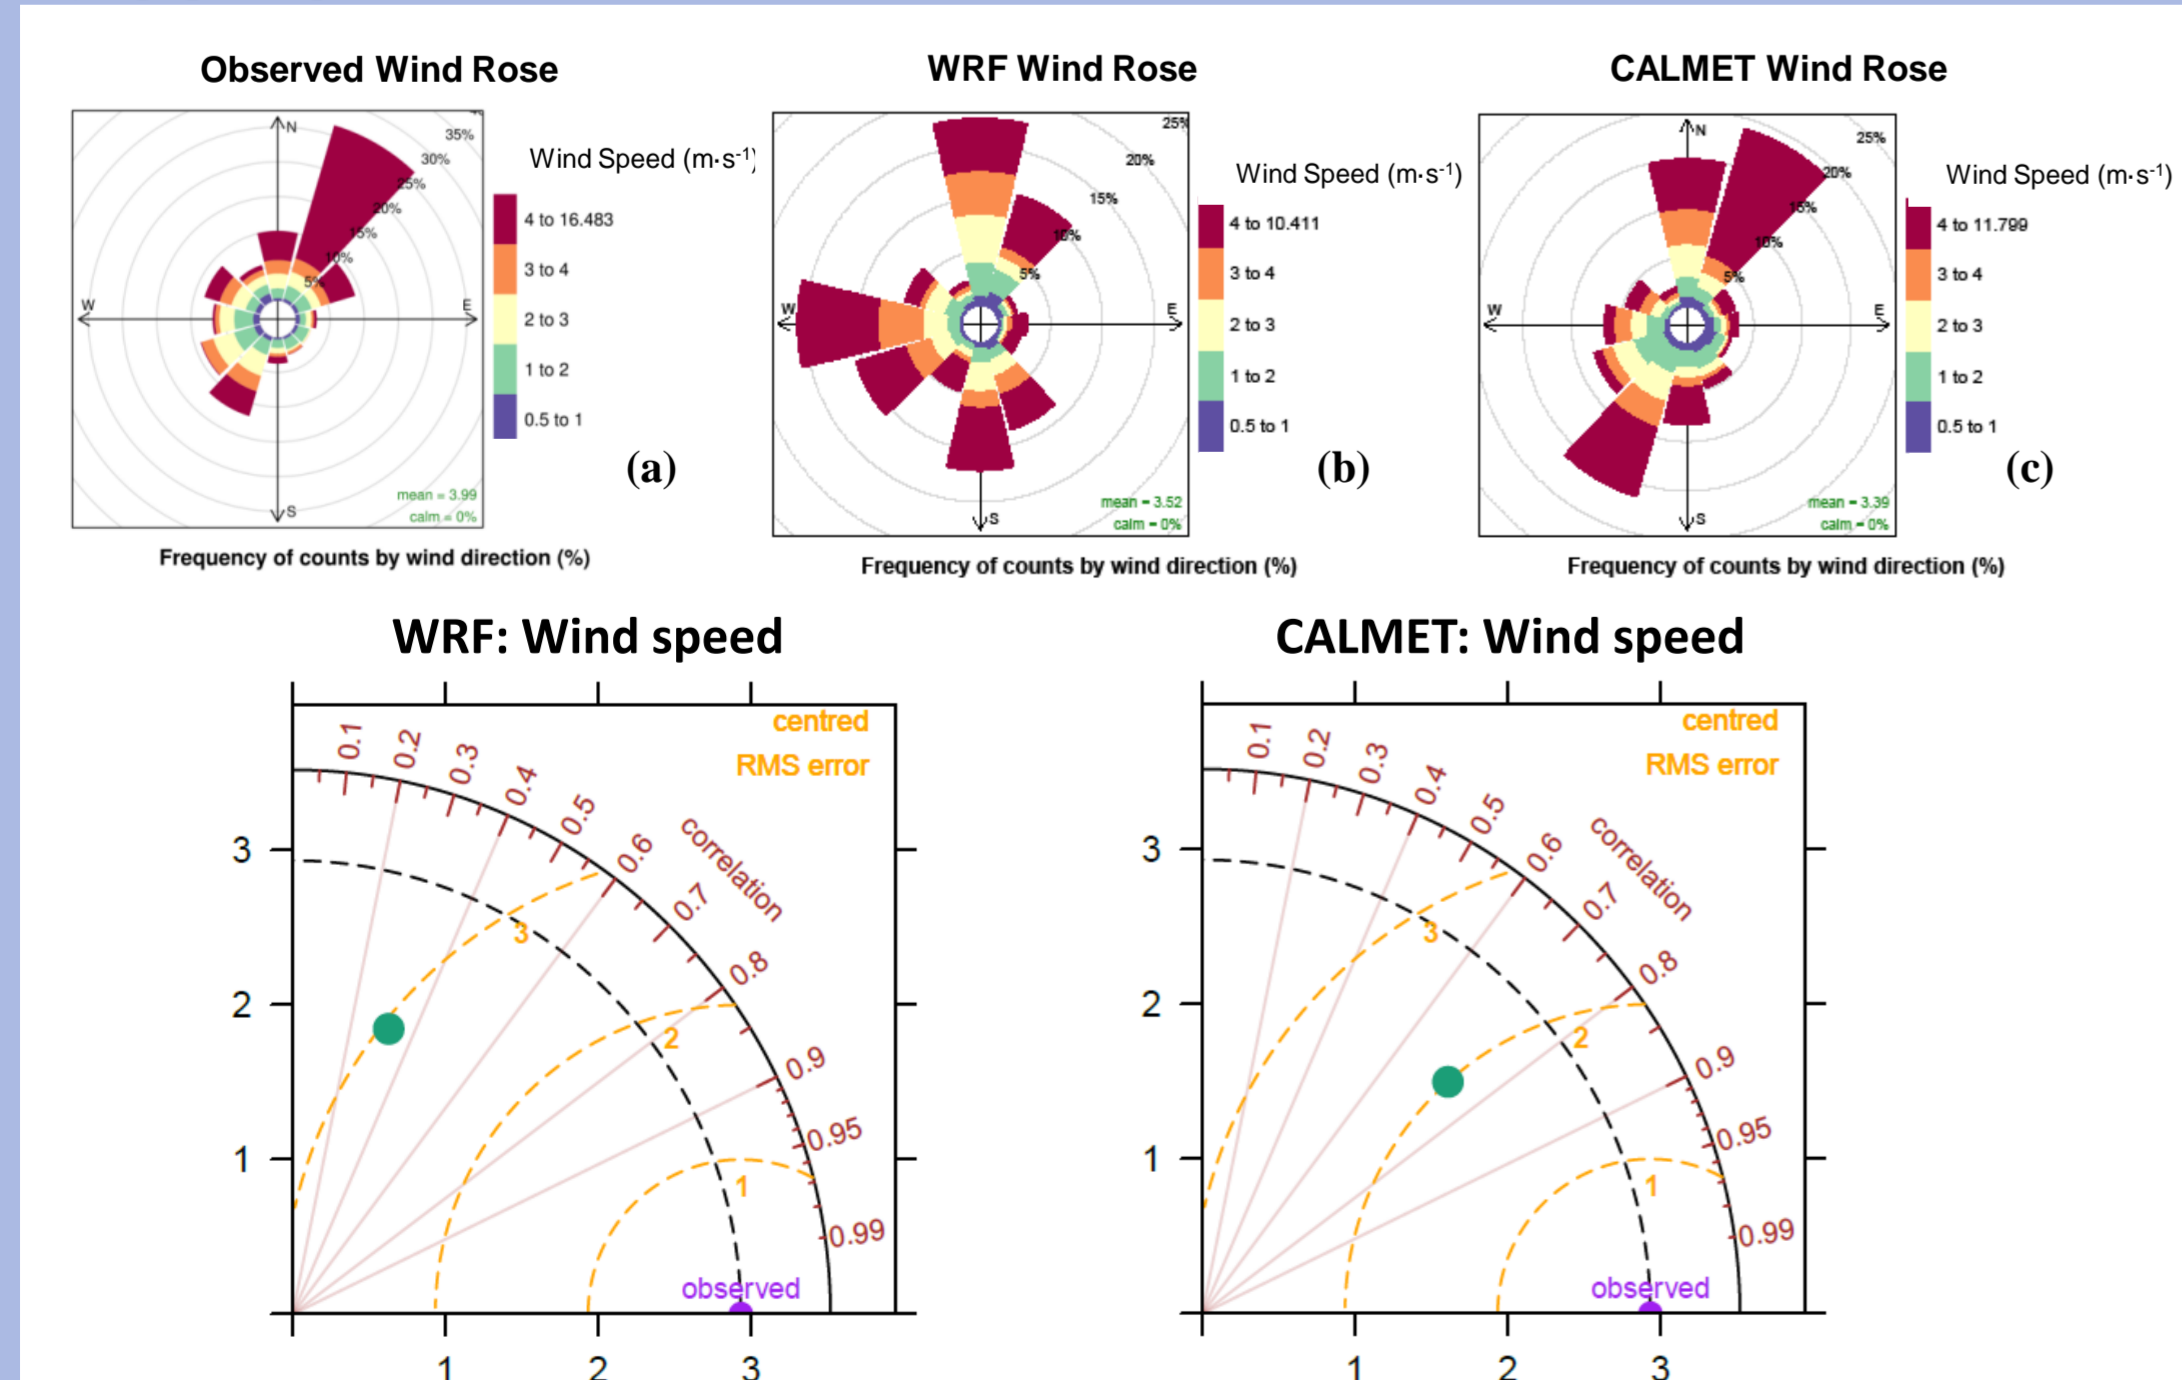 Observed Wind Rose
WRF Wind Rose
CALMET Wind Rose
N
W
E
S
5%
10%
15%
20%
25%
30%
35%
mean = 3.99
calm = 0%
Wind Speed (m·s-1)
4 to 16.483
3 to 4
2 to 3
1 to 2
0.5 to 1
(a)
Frequency of counts by wind direction (%)
W
E
S
5%
10%
15%
20%
25%
mean = 3.52
calm = 0%
Wind Speed (m·s-1)
4 to 10.411
3 to 4
2 to 3
1 to 2
0.5 to 1
(b)
Frequency of counts by wind direction (%)
N
W
E
S
5%
10%
15%
20%
25%
mean = 3.39
calm = 0%
Wind Speed (m·s-1)
4 to 11.799
3 to 4
2 to 3
1 to 2
0.5 to 1
(c)
Frequency of counts by wind direction (%)
WRF: Wind speed
centred
RMS error
0.1
0.2
0.3
0.4
0.5
0.6
0.7
0.8
0.9
0.95
0.99
correlation
3
2
1
3
2
1
observed
1
2
3
CALMET: Wind speed
centred
RMS error
0.1
0.2
0.3
0.4
0.5
0.6
0.7
0.8
0.9
0.95
0.99
correlation
3
2
1
3
2
1
observed
1
2
3